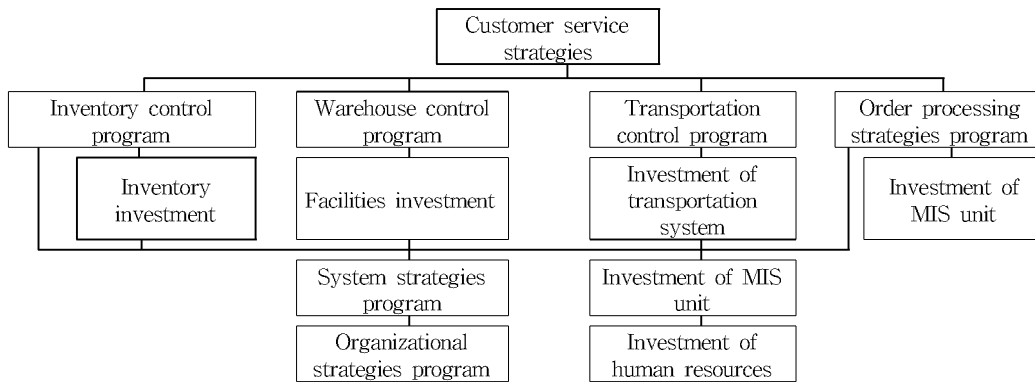 Customer service
strategies
Inventory control
program
Warehouse control
program
Transportation
control program
Order processing
strategies program
Inventory
investment
Facilities investment
Investment of
transportation
system
Investment of
MIS unit
System strategies
program
Investment of MIS
unit
Organizational
strategies program
Investment of
human resources